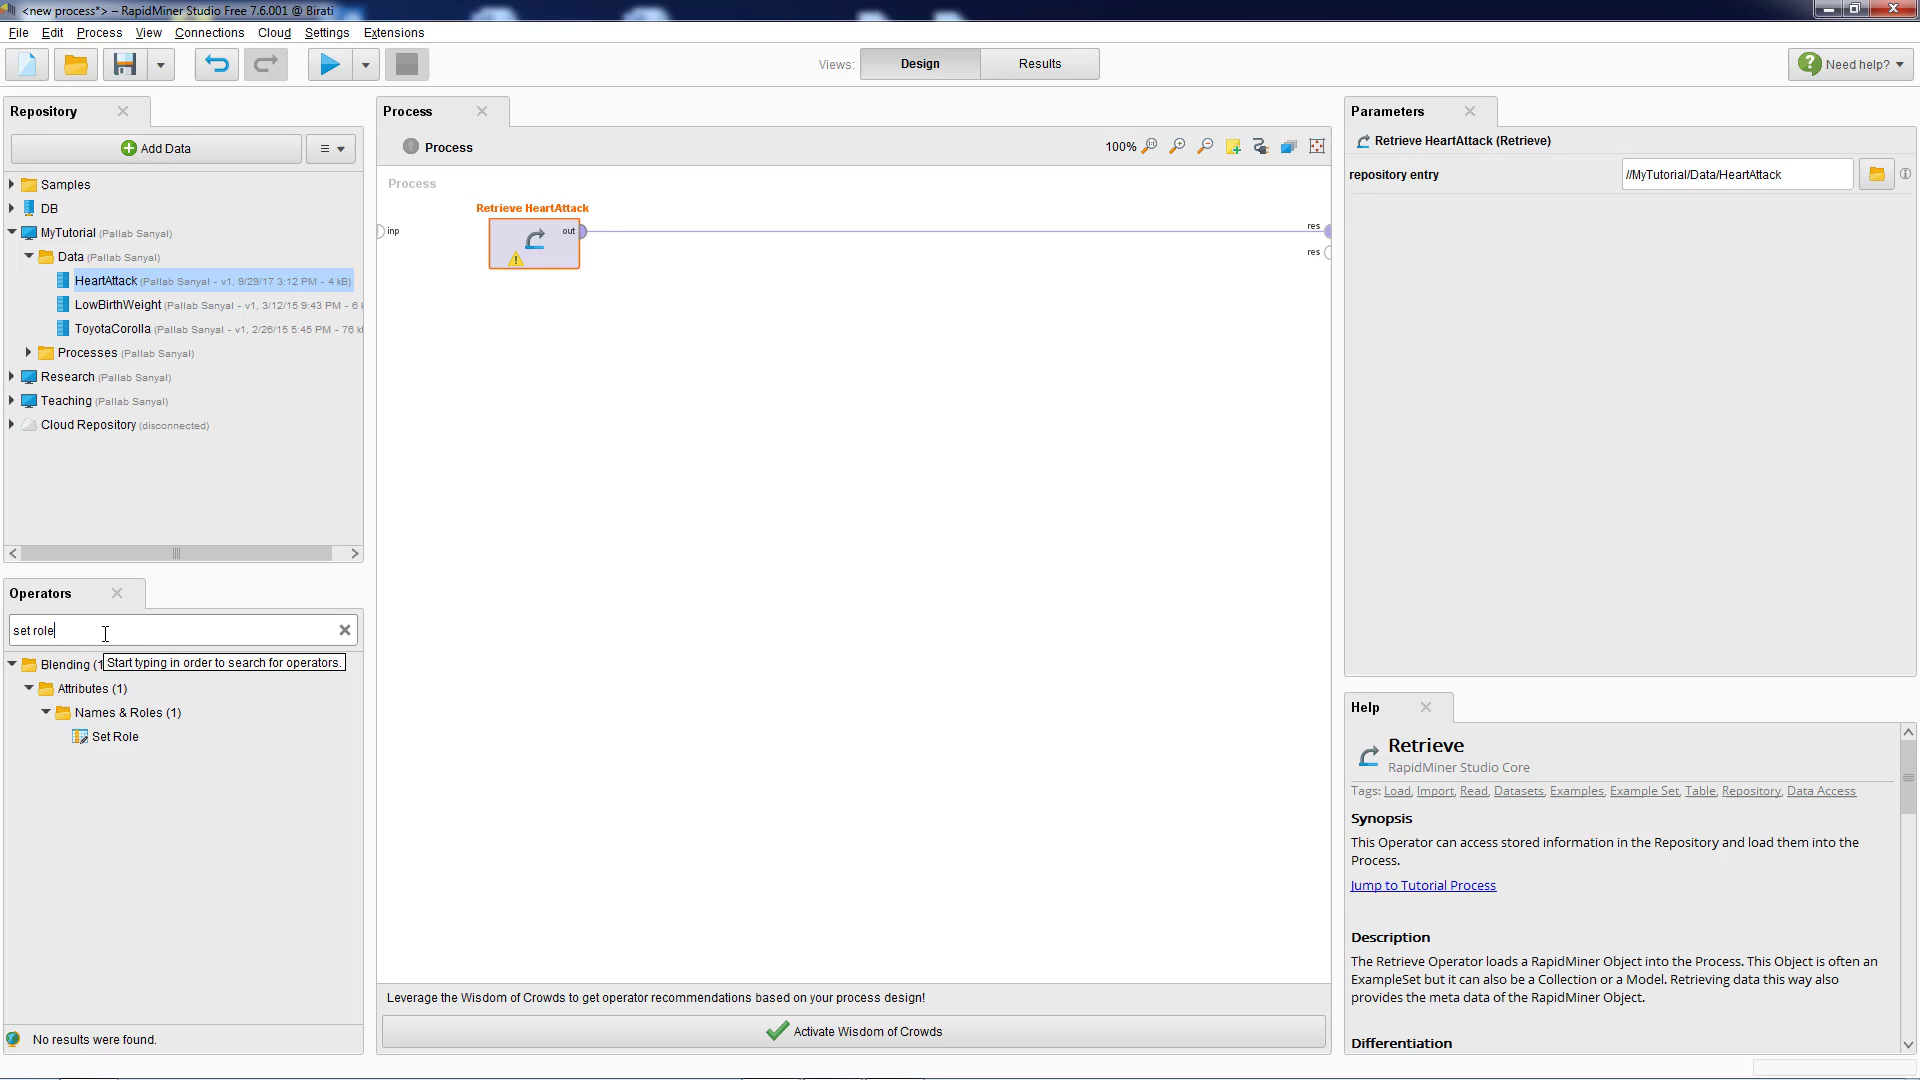 <new process*> – RapidMiner Studio Free 7.6.001 @ Birati
File Edit Process View Connections Cloud Settings Extensions
Views: Design Results
Need help?
Repository
Add Data
Samples
DB
MyTutorial (Pallab Sanyal)
Data (Pallab Sanyal)
HeartAttack (Pallab Sanyal - v1, 9/29/17 3:12 PM - 4 kB)
LowBirthWeight (Pallab Sanyal - v1, 3/12/15 9:43 PM - 6
ToyotaCorolla (Pallab Sanyal - v1, 2/26/15 5:45 PM - 76
Processes (Pallab Sanyal)
Research (Pallab Sanyal)
Teaching (Pallab Sanyal)
Cloud Repository (disconnected)
Operators
set role
Blending (1
Start typing in order to search for operators.
Attributes (1)
Names & Roles (1)
Set Role
No results were found.
Process
Process
100%
Process
Retrieve HeartAttack
inp
out
res
res
Leverage the Wisdom of Crowds to get operator recommendations based on your process design!
Activate Wisdom of Crowds
Parameters
Retrieve HeartAttack (Retrieve)
repository entry
//MyTutorial/Data/HeartAttack
Help
Retrieve
RapidMiner Studio Core
Tags: Load, Import, Read, Datasets, Examples, Example Set, Table, Repository, Data Access
Synopsis
This Operator can access stored information in the Repository and load them into the
Process.
Jump to Tutorial Process
Description
The Retrieve Operator loads a RapidMiner Object into the Process. This Object is often an
ExampleSet but it can also be a Collection or a Model. Retrieving data this way also
provides the meta data of the RapidMiner Object.
Differentiation